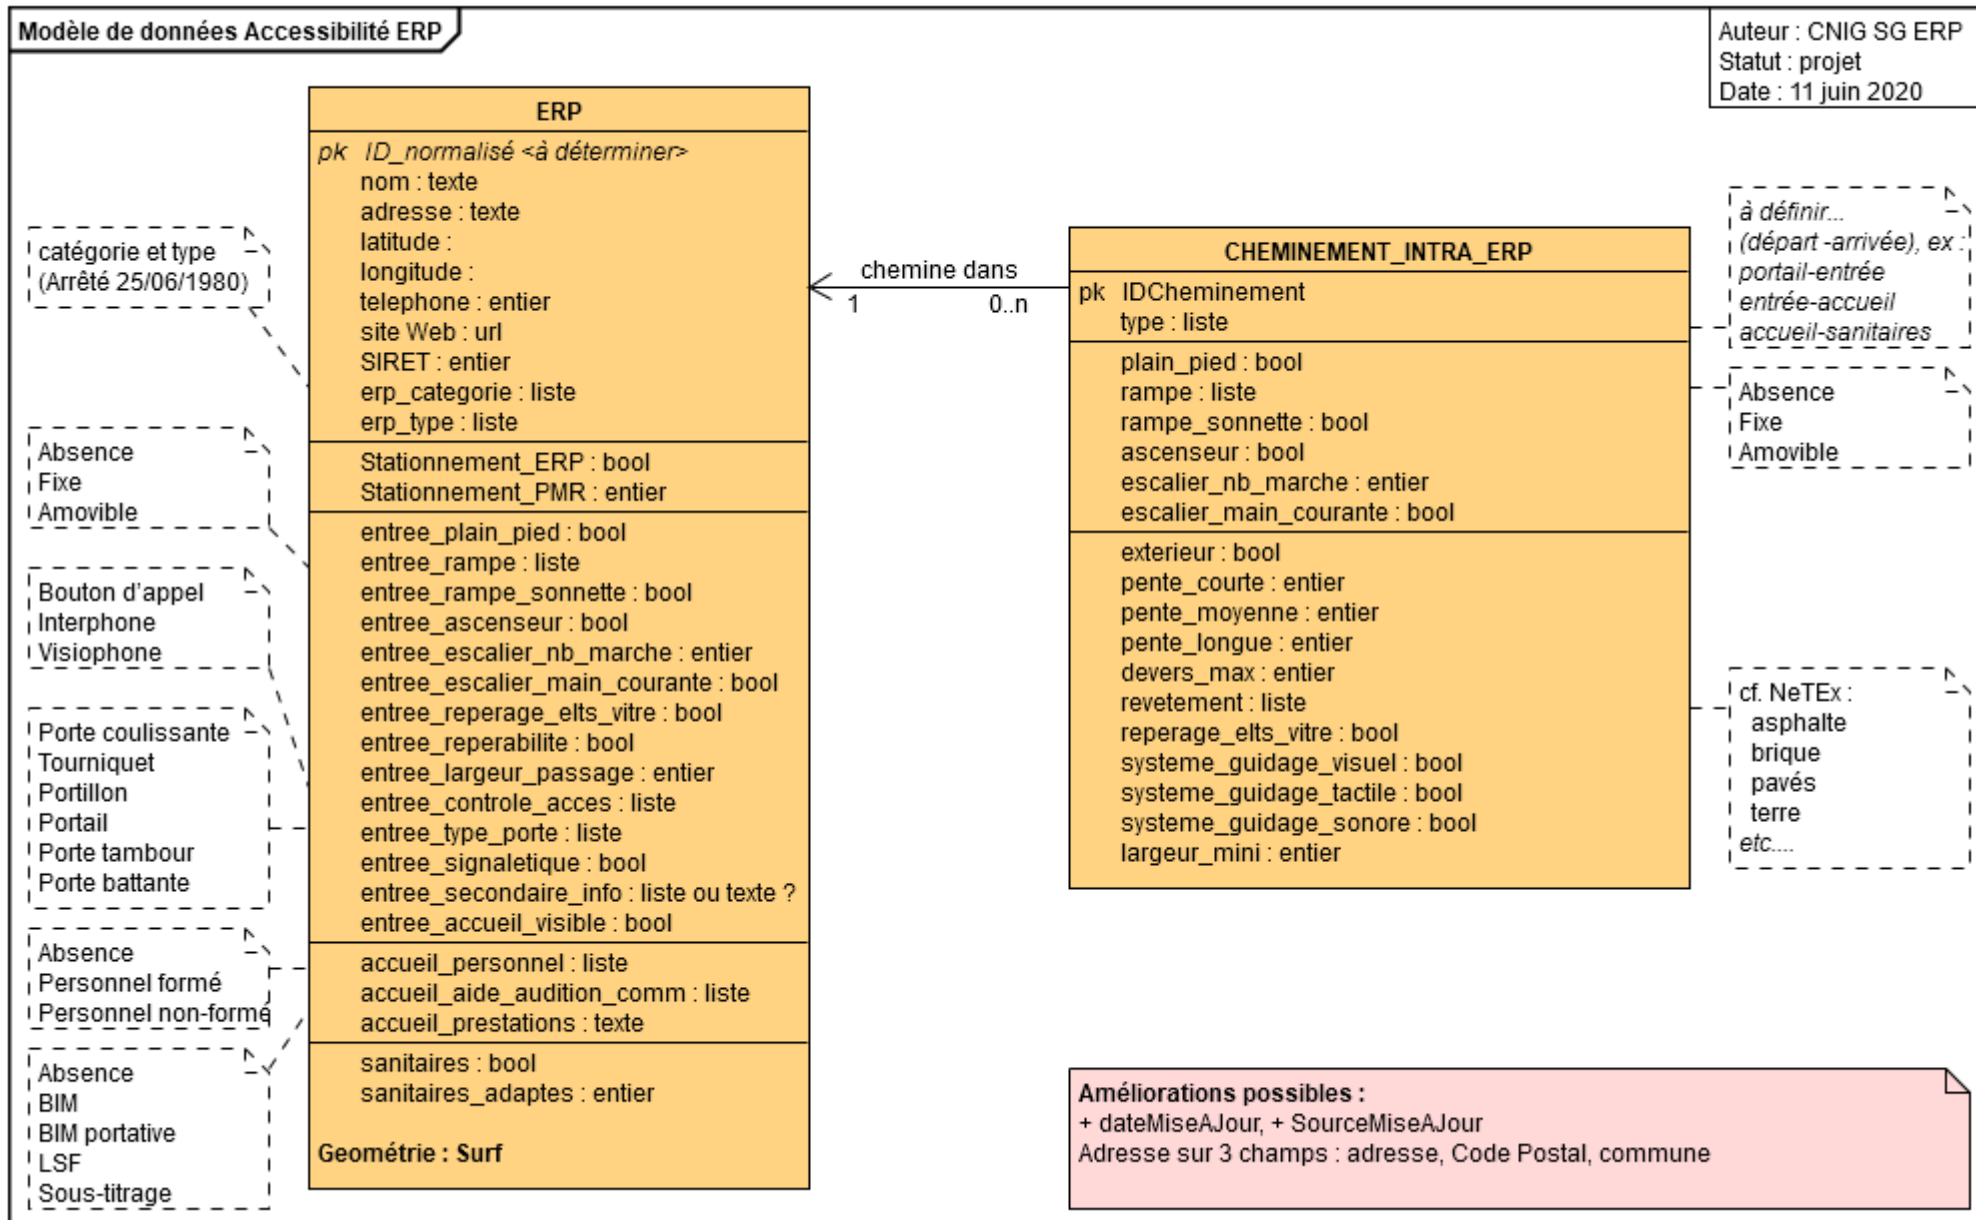 Modèle de données Accessibilité ERP
Auteur : CNIG SG ERP
Statut : projet
Date : 11 juin 2020
catégorie et type
(Arrêté 25/06/1980)
Absence
Fixe
Amovible
Bouton d'appel
Interphone
Visiophone
Porte coulissante
Tourniquet
Portillon
Portail
Porte tambour
Porte battante
Absence
Personnel formé
Personnel non-formé
Absence
BIM
BIM portative
LSF
Sous-titrage
ERP
pk ID_normalisé <à déterminer>
nom : texte
adresse : texte
latitude :
longitude :
telephone : entier
site Web : url
SIRET : entier
erp_categorie : liste
erp_type : liste
Stationnement_ERP : bool
Stationnement_PMR : entier
entree_plain_pied : bool
entree_rampe : liste
entree_rampe_sonnette : bool
entree_ascenseur : bool
entree_escalier_nb_marche : entier
entree_escalier_main_courante : bool
entree_reperage_elts_vitre : bool
entree_reperabilite : bool
entree_largeur_passage : entier
entree_controle_acces : liste
entree_type_porte : liste
entree_signaletique : bool
entree_secondaire_info : liste ou texte ?
entree_accueil_visible : bool
accueil_personnel : liste
accueil_aide_audition_comm : liste
accueil_prestations : texte
sanitaires : bool
sanitaires_adaptes : entier
Geométrie : Surf
chemine dans
1 0..n
CHEMINEMENT_INTRA_ERP
pk IDCheminement
type : liste
plain_pied : bool
rampe : liste
rampe_sonnette : bool
ascenseur : bool
escalier_nb_marche : entier
escalier_main_courante : bool
exterieur : bool
pente_courte : entier
pente_moyenne : entier
pente_longue : entier
devers_max : entier
revetement : liste
reperage_elts_vitre : bool
systeme_guidage_visuel : bool
systeme_guidage_tactile : bool
systeme_guidage_sonore : bool
largeur_mini : entier
à définir...
(départ -arrivée), ex :
portail-entrée
entrée-accueil
accueil-sanitaires
Absence
Fixe
Amovible
cf. NeTEx :
asphalte
brique
pavés
terre
etc....
Améliorations possibles :
+ dateMiseAJour, + SourceMiseAJour
Adresse sur 3 champs : adresse, Code Postal, commune